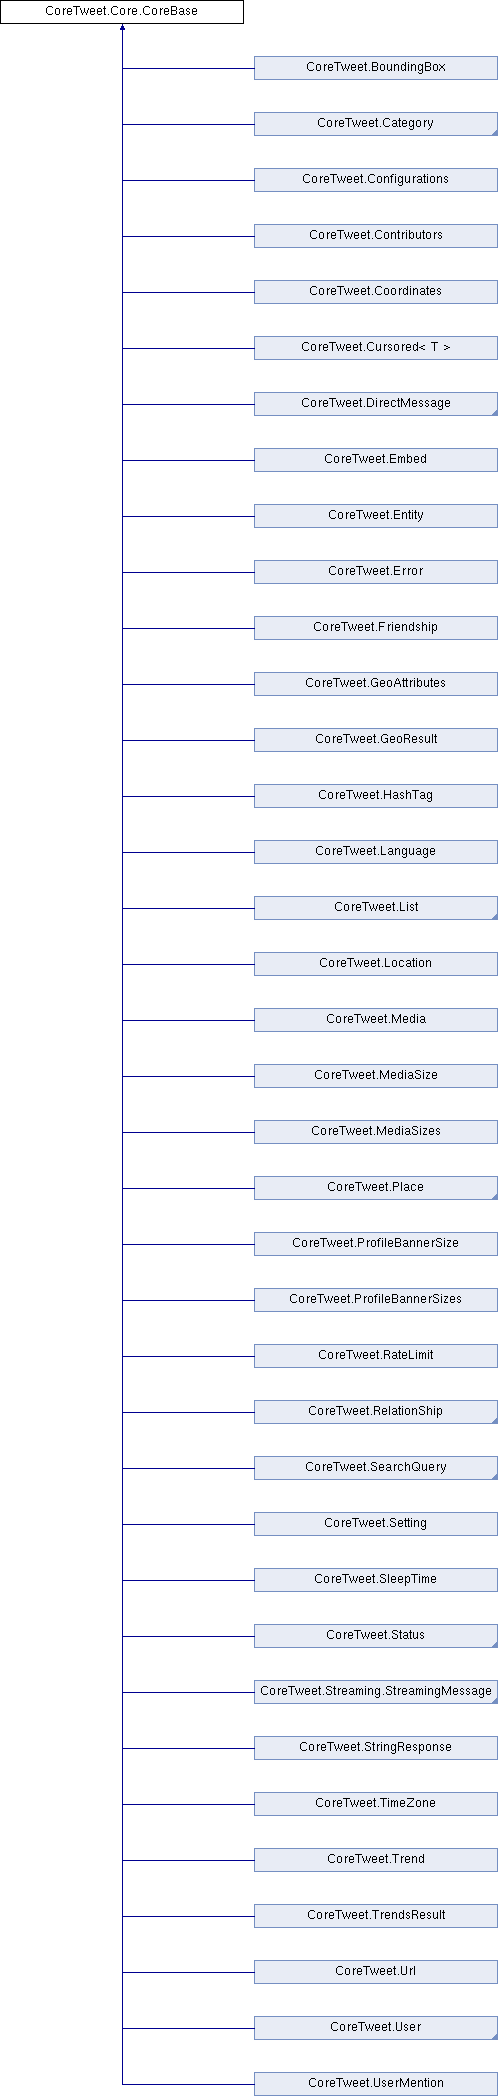 CoreTweet.Core.CoreBase
CoreTweet.BoundingBox
CoreTweet.Category
CoreTweet.Configurations
CoreTweet.Contributors
CoreTweet.Coordinates
CoreTweet.Cursored< T >
CoreTweet.DirectMessage
CoreTweet.Embed
CoreTweet.Entity
CoreTweet.Error
CoreTweet.Friendship
CoreTweet.GeoAttributes
CoreTweet.GeoResult
CoreTweet.HashTag
CoreTweet.Language
CoreTweet.List
CoreTweet.Location
CoreTweet.Media
CoreTweet.MediaSize
CoreTweet.MediaSizes
CoreTweet.Place
CoreTweet.ProfileBannerSize
CoreTweet.ProfileBannerSizes
CoreTweet.RateLimit
CoreTweet.RelationShip
CoreTweet.SearchQuery
CoreTweet.Setting
CoreTweet.SleepTime
CoreTweet.Status
CoreTweet.Streaming.StreamingMessage
CoreTweet.StringResponse
CoreTweet.TimeZone
CoreTweet.Trend
CoreTweet.TrendsResult
CoreTweet.Url
CoreTweet.User
CoreTweet.UserMention